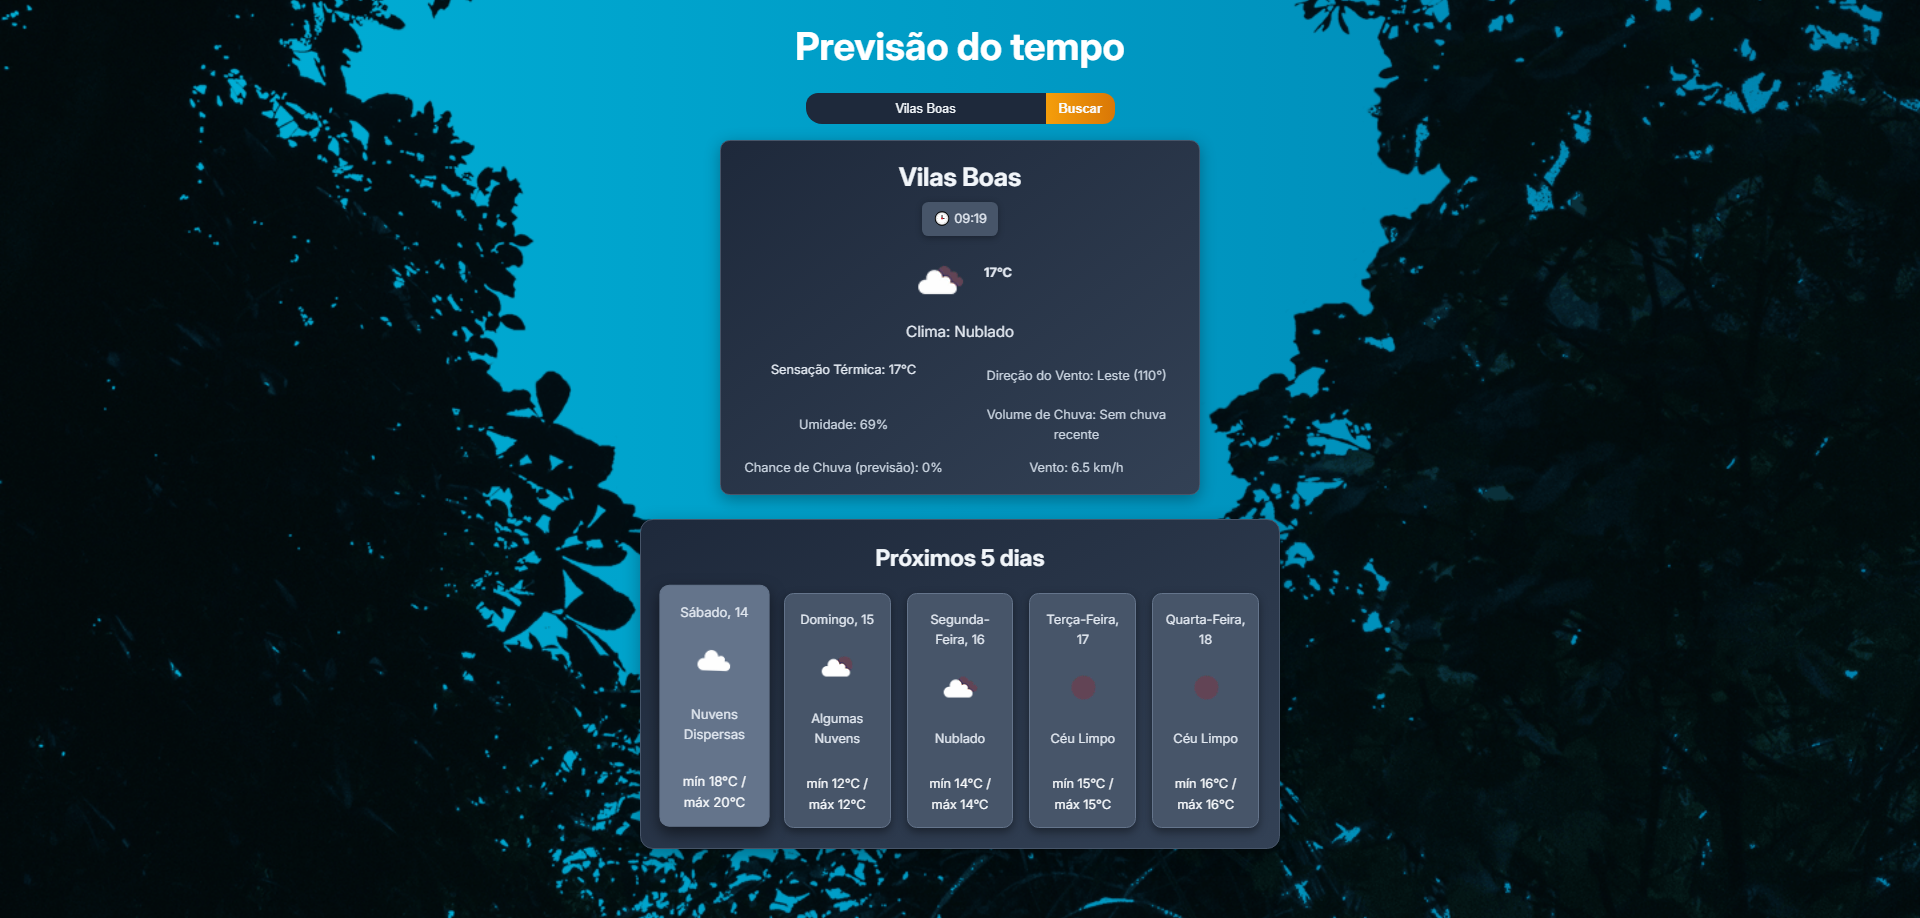 Previsão do tempo
Vilas Boas
Buscar
Vilas Boas
09:19
17°C
Clima: Nublado
Sensação Térmica: 17°C
Direção do Vento: Leste (110°)
Umidade: 69%
Volume de Chuva: Sem chuva
recente
Chance de Chuva (previsão): 0%
Vento: 6.5 km/h
Próximos 5 dias
Sábado, 14
Nuvens
Dispersas
mín 18°C /
máx 20°C
Domingo, 15
Algumas
Nuvens
mín 12°C /
máx 12°C
Segunda-
Feira, 16
Nublado
mín 14°C /
máx 14°C
Terça-Feira,
17
Céu Limpo
mín 15°C /
máx 15°C
Quarta-Feira,
18
Céu Limpo
mín 16°C /
máx 16°C